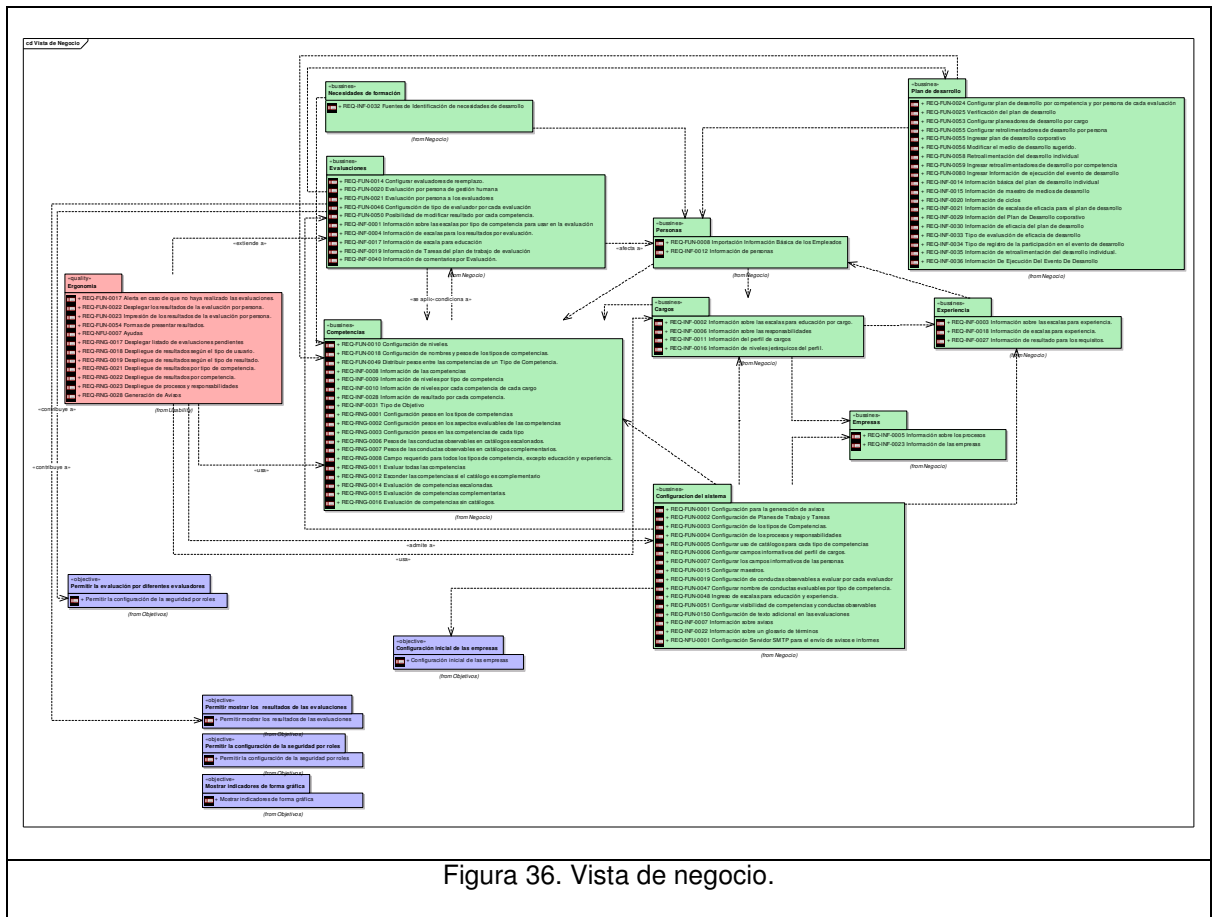 cd Vista de Negocio
«bussines»
Necesidades de formación
+ REQ-INF-0032 Fuentes de Identificación de necesidades de desarrollo
(from Negocio)
«bussines»
Evaluaciones
+ REQ-FUN-0014 Configurar evaluadores de reemplazo.
+ REQ-FUN-0020 Evaluación por persona de gestión humana
+ REQ-FUN-0021 Evaluación por persona a los evaluadores
+ REQ-FUN-0046 Configuración de tipo de evaluador por cada evaluación
+ REQ-FUN-0050 Posibilidad de modificar resultado por cada competencia.
+ REQ-INF-0001 Información sobre las escalas por tipo de competencia para usar en la evaluación
+ REQ-INF-0004 Información de escalas para los resultados por evaluación.
+ REQ-INF-0017 Información de escala para educación
+ REQ-INF-0019 Información de Tareas del plan de trabajo de evaluación
+ REQ-INF-0040 Información de comentarios por Evaluación.
(from Negocio)
«bussines»
Plan de desarrollo
+ REQ-FUN-0024 Configurar plan de desarrollo por competencia y por persona de cada evaluación
+ REQ-FUN-0025 Verificación del plan de desarrollo
+ REQ-FUN-0053 Configurar planeadores de desarrollo por cargo
+ REQ-FUN-0055 Configurar retroalimentadores de desarrollo por persona
+ REQ-FUN-0055 Ingresar plan de desarrollo corporativo
+ REQ-FUN-0056 Modificar el medio de desarrollo sugerido.
+ REQ-FUN-0058 Retroalimentación del desarrollo individual
+ REQ-FUN-0059 Ingresar retroalimentadores de desarrollo por competencia
+ REQ-FUN-0080 Ingresar Información de ejecución del evento de desarrollo
+ REQ-INF-0014 Información básica del plan de desarrollo individual
+ REQ-INF-0015 Información de maestro de medios de desarrollo
+ REQ-INF-0020 Información de ciclos
+ REQ-INF-0021 Información de escalas de eficacia para el plan de desarrollo
+ REQ-INF-0029 Información del Plan de Desarrollo corporativo
+ REQ-INF-0030 Información de eficacia del plan de desarrollo
+ REQ-INF-0033 Tipo de evaluación de eficacia de desarrollo
+ REQ-INF-0034 Tipo de registro de la participación en el evento de desarrollo
+ REQ-INF-0035 Información de retroalimentación del desarrollo individual.
+ REQ-INF-0036 Información De Ejecución Del Evento De Desarrollo
(from Negocio)
«bussines»
Personas
+ REQ-FUN-0008 Importación Información Básica de los Empleados
+ REQ-INF-0012 Información de personas
(from Negocio)
«extiende a»
«afecta a»
«se aplica
condiciona a»
«quality»
Ergonomía
+ REQ-FUN-0017 Alerta en caso de que no haya realizado las evaluaciones.
+ REQ-FUN-0022 Desplegar los resultados de la evaluación por persona.
+ REQ-FUN-0023 Impresión de los resultados de la evaluación por persona.
+ REQ-FUN-0054 Formas de presentar resultados.
+ REQ-NFU-0007 Ayudas
+ REQ-RNG-0017 Desplegar listado de evaluaciones pendientes
+ REQ-RNG-0018 Despliegue de resultados según el tipo de usuario.
+ REQ-RNG-0019 Despliegue de resultados según el tipo de resultado.
+ REQ-RNG-0021 Despliegue de resultados por tipo de competencia.
+ REQ-RNG-0022 Despliegue de resultados por competencia.
+ REQ-RNG-0023 Despliegue de procesos y responsabilidades
+ REQ-RNG-0028 Generación de Avisos
(from Usability)
«bussines»
Competencias
+ REQ-FUN-0010 Configuración de niveles.
+ REQ-FUN-0018 Configuración de nombres y pesos de los tipos de competencias.
+ REQ-FUN-0049 Distribuir pesos entre las competencias de un Tipo de Competencia.
+ REQ-INF-0008 Información de las competencias
+ REQ-INF-0009 Información de niveles por tipo de competencia
+ REQ-INF-0010 Información de niveles por cada competencia de cada cargo
+ REQ-INF-0028 Información de resultado por cada competencia.
+ REQ-INF-0031 Tipo de Objetivo
+ REQ-RNG-0001 Configuración pesos en los tipos de competencias
+ REQ-RNG-0002 Configuración pesos en los aspectos evaluables de las competencias
+ REQ-RNG-0003 Configuración pesos en las competencias de cada tipo
+ REQ-RNG-0006 Pesos de las conductas observables en catálogos escalonados.
+ REQ-RNG-0007 Pesos de las conductas observables en catálogos complementarios.
+ REQ-RNG-0008 Campo requerido para todos los tipos de competencia, excepto educación y experiencia.
+ REQ-RNG-0011 Evaluar todas las competencias
+ REQ-RNG-0012 Esconder las competencias si el catálogo es complementario
+ REQ-RNG-0014 Evaluación de competencias escalonadas.
+ REQ-RNG-0015 Evaluación de competencias complementarias.
+ REQ-RNG-0016 Evaluación de competencias sin catálogos.
(from Negocio)
«bussines»
Cargos
+ REQ-INF-0002 Información sobre las escalas para educación por cargo.
+ REQ-INF-0006 Información sobre las responsabilidades
+ REQ-INF-0011 Información del perfil de cargos
+ REQ-INF-0016 Información de niveles jerárquicos del perfil.
(from Negocio)
«bussines»
Experiencia
+ REQ-INF-0003 Información sobre las escalas para experiencia.
+ REQ-INF-0018 Información de escalas para experiencia.
+ REQ-INF-0027 Información de resultado para los requisitos.
(from Negocio)
«bussines»
Empresas
+ REQ-INF-0005 Información sobre los procesos
+ REQ-INF-0023 Información de las empresas
(from Negocio)
«contribuye a»
«contribuye a»
«usa»
«admite a»
«usa»
«bussines»
Configuracion del sistema
+ REQ-FUN-0001 Configuración para la generación de avisos
+ REQ-FUN-0002 Configuración de Planes de Trabajo y Tareas
+ REQ-FUN-0003 Configuración de los tipos de Competencias.
+ REQ-FUN-0004 Configuración de los procesos y responsabilidades
+ REQ-FUN-0005 Configurar uso de catálogos para cada tipo de competencias
+ REQ-FUN-0006 Configurar campos informativos del perfil de cargos.
+ REQ-FUN-0007 Configurar los campos informativos de las personas.
+ REQ-FUN-0015 Configurar maestros.
+ REQ-FUN-0019 Configuración de conductas observables a evaluar por cada evaluador
+ REQ-FUN-0047 Configurar nombre de conductas evaluables por tipo de competencia.
+ REQ-FUN-0048 Ingreso de escalas para educación y experiencia.
+ REQ-FUN-0051 Configurar visibilidad de competencias y conductas observables
+ REQ-FUN-0150 Configuración de texto adicional en las evaluaciones
+ REQ-INF-0007 Información sobre avisos
+ REQ-INF-0022 Información sobre un glosario de términos
+ REQ-NFU-0001 Configuración Servidor SMTP para el envío de avisos e informes
(from Negocio)
«objective»
Permitir la evaluación por diferentes evaluadores
+ Permitir la configuración de la seguridad por roles
(from Objetivos)
«objective»
Configuración inicial de las empresas
+ Configuración inicial de las empresas
(from Objetivos)
«objective»
Permitir mostrar los resultados de las evaluaciones
+ Permitir mostrar los resultados de las evaluaciones
(from Objetivos)
«objective»
Permitir la configuración de la seguridad por roles
+ Permitir la configuración de la seguridad por roles
(from Objetivos)
«objective»
Mostrar indicadores de forma gráfica
+ Mostrar indicadores de forma gráfica
(from Objetivos)
Figura 36. Vista de negocio.